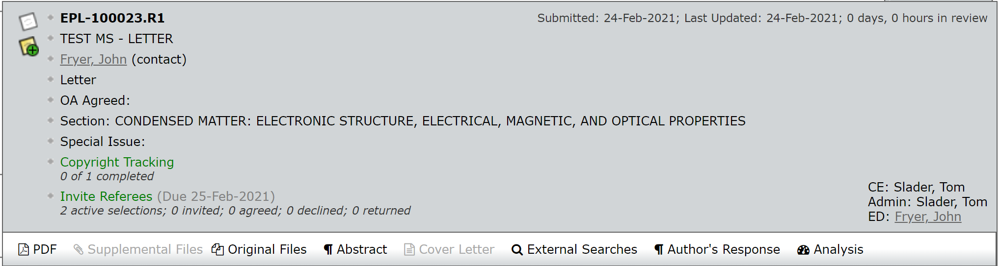 EPL-100023.R1
Submitted: 24-Feb-2021; Last Updated: 24-Feb-2021; 0 days, 0 hours in review
TEST MS - LETTER
Fryer, John (contact)
Letter
OA Agreed:
Section: CONDENSED MATTER: ELECTRONIC STRUCTURE, ELECTRICAL, MAGNETIC, AND OPTICAL PROPERTIES
Special Issue:
Copyright Tracking
0 of 1 completed
Invite Referees (Due 25-Feb-2021)
2 active selections; 0 invited; 0 agreed; 0 declined; 0 returned
CE: Slader, Tom
Admin: Slader, Tom
ED: Fryer, John
PDF Supplemental Files Original Files ¶ Abstract Cover Letter External Searches ¶ Author's Response Analysis